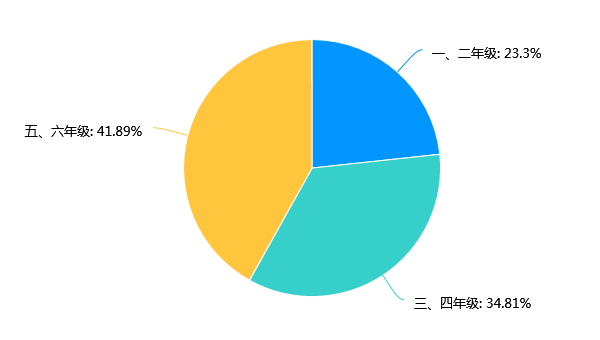 一、二年级: 23.3%
五、六年级: 41.89%
三、四年级: 34.81%